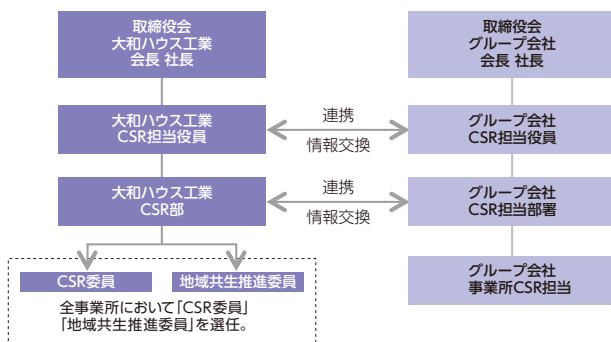 取締役会
大和ハウス工業
会長 社長
取締役会
グループ会社
会長 社長
大和ハウス工業
CSR担当役員
連携
情報交換
グループ会社
CSR担当役員
大和ハウス工業
CSR部
連携
情報交換
グループ会社
CSR担当部署
CSR委員
地域共生推進委員
グループ会社
事業所CSR担当
全事業所において「CSR委員」
「地域共生推進委員」を選任。